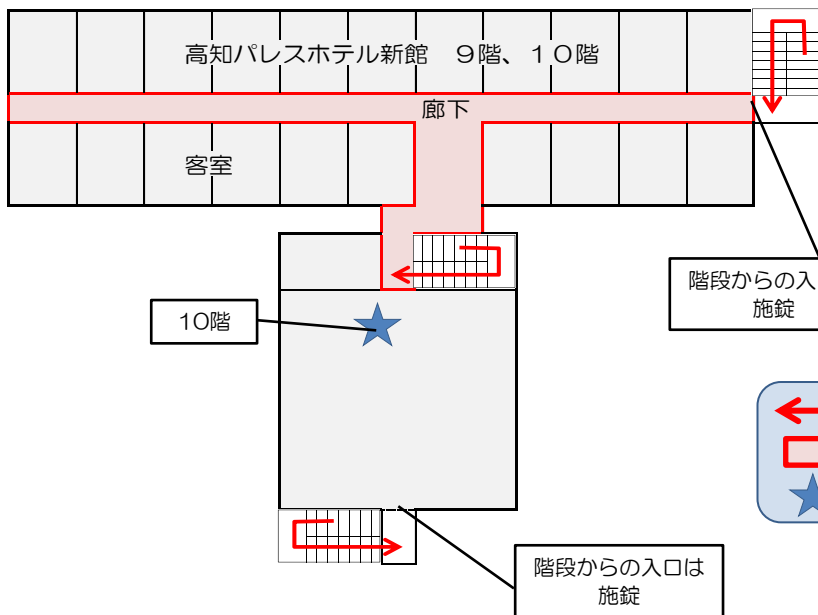 高知パレスホテル新館　９階、１０階
廊下
客室
階段からの入
施錠
10階
階段からの入口は
施錠